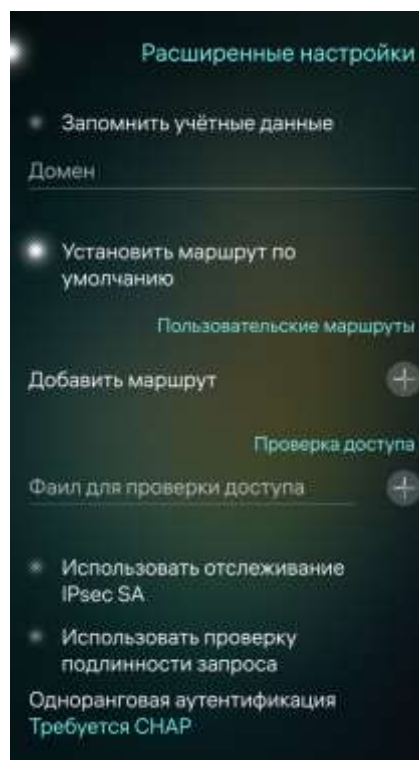 Расширенные настройки
Запомнить учётные данные
Домен
Установить маршрут по
умолчанию
Пользовательские маршруты
Добавить маршрут
Проверка доступа
Фаил для проверки доступа
Использовать отслеживание
IPsec SA
Использовать проверку
подлинности запроса
Одноранговая аутентификация
Требуется CHAP